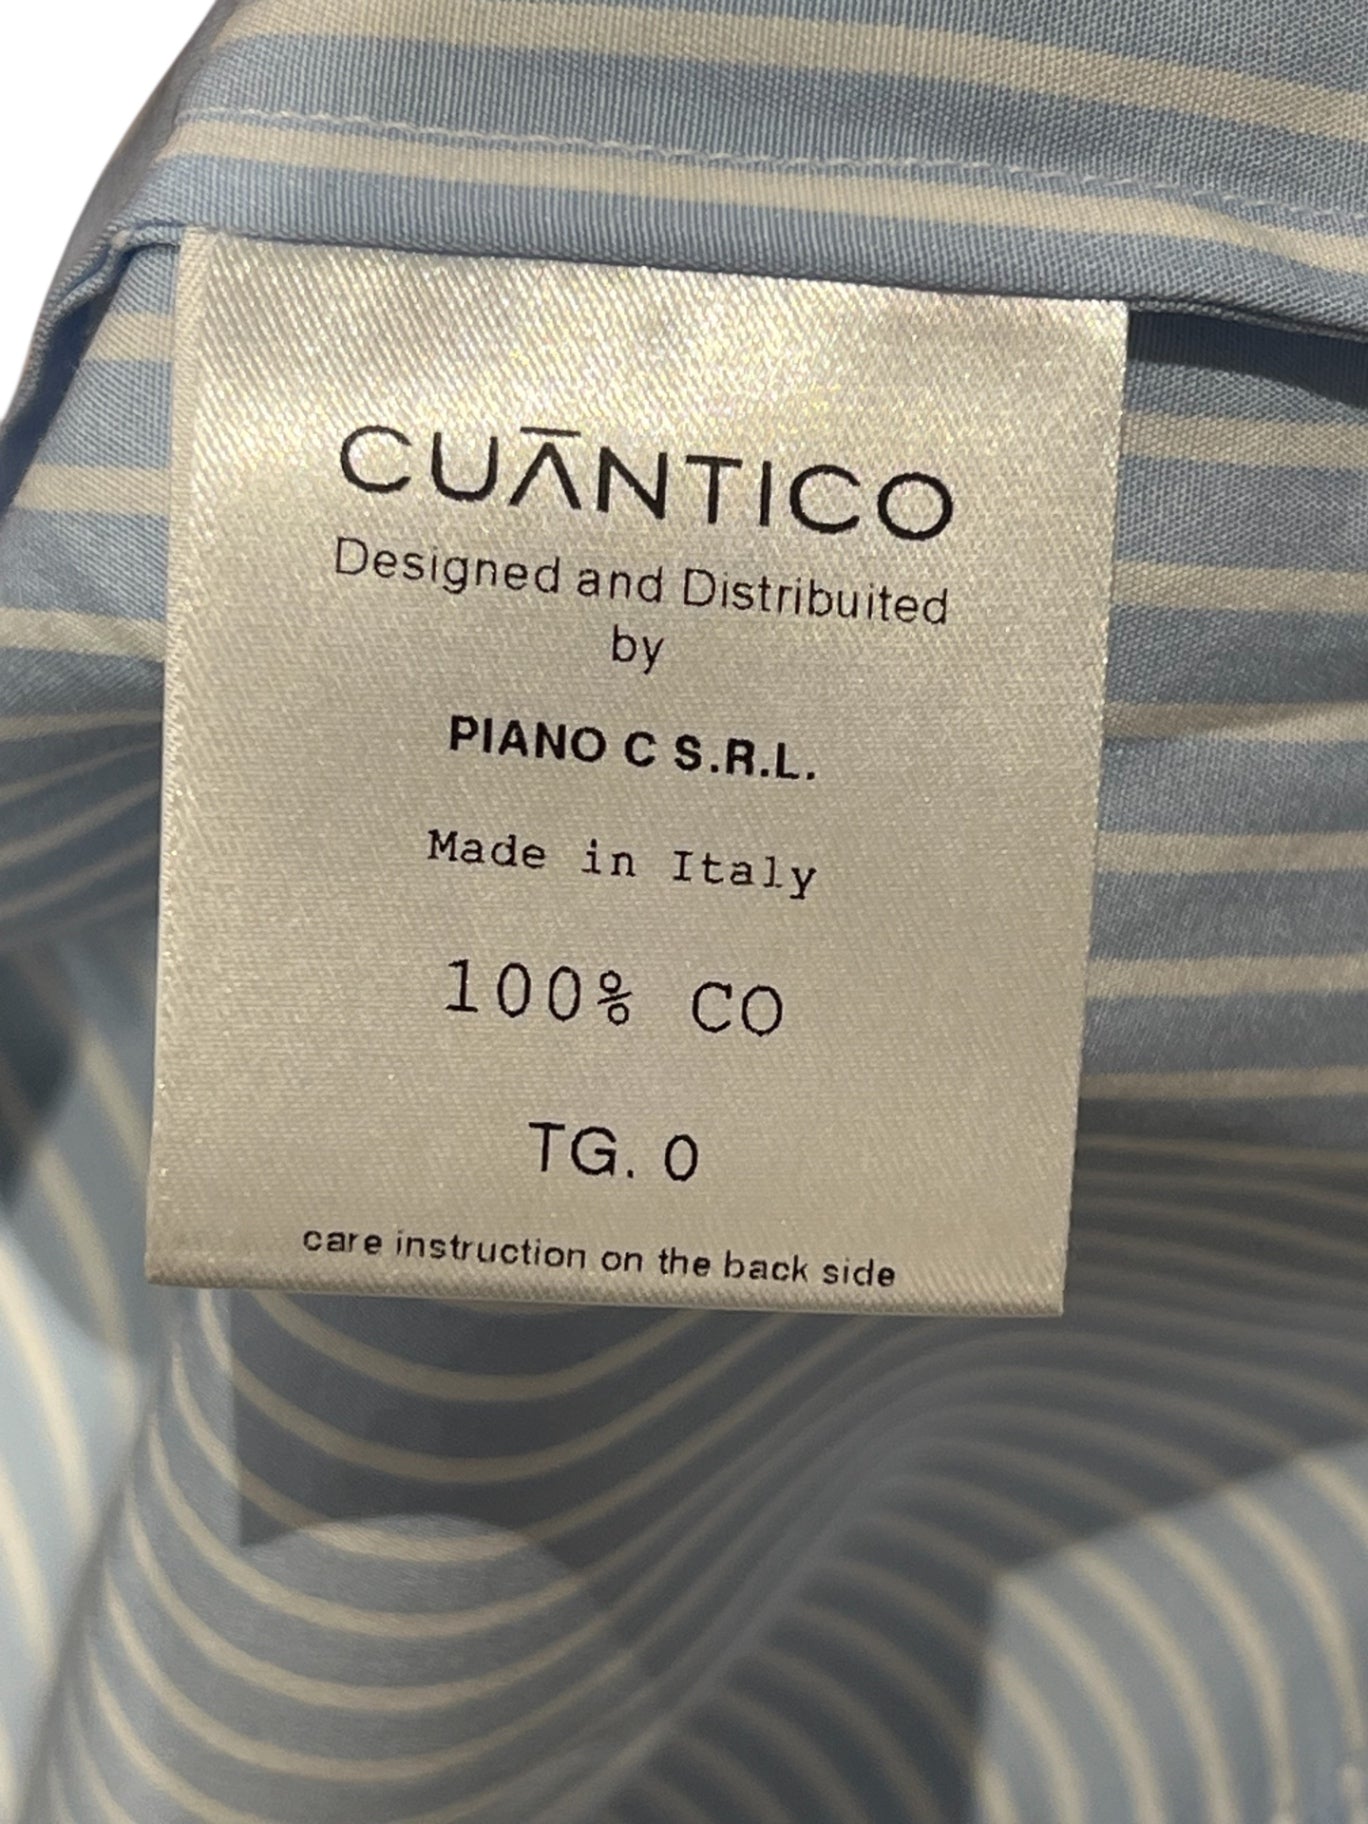 CUĀNTICO
Designed and Distribuited
by
PIANO C S.R.L.
Made in Italy
100% CO
TG. 0
care instruction on the back side